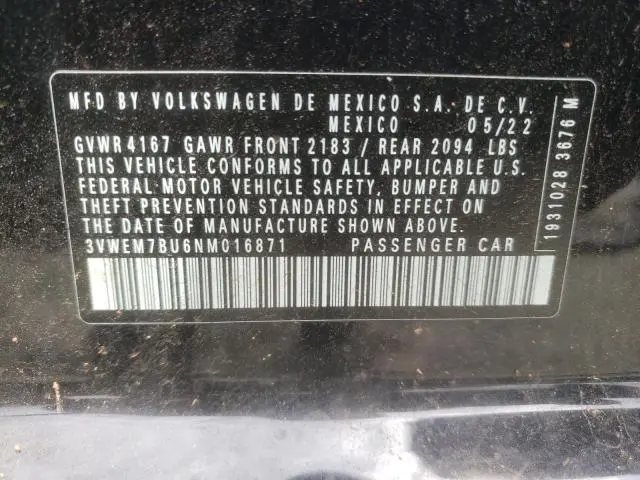 MFD BY VOLKSWAGEN DE MEXICO S.A. DE C.V.
MEXICO 05/22
GVWR 4167 GAWR FRONT 2183 / REAR 2094 LBS
THIS VEHICLE CONFORMS TO ALL APPLICABLE U.S.
FEDERAL MOTOR VEHICLE SAFETY, BUMPER AND
THEFT PREVENTION STANDARDS IN EFFECT ON
THE DATE OF MANUFACTURE SHOWN ABOVE.
3VWEM7BU6NM016871 PASSENGER CAR
1931028 3676 M